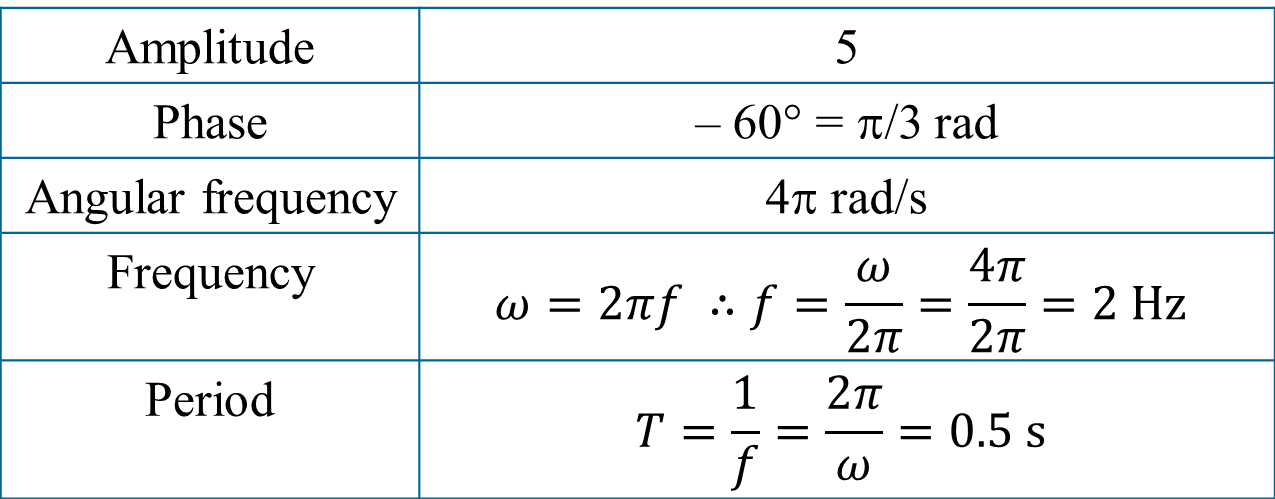 Amplitude 5
Phase – 60° = π/3 rad
Angular frequency 4π rad/s
Frequency ω = 2πf ∴ f = ω/2π = 4π/2π = 2 Hz
Period T = 1/f = 2π/ω = 0.5 s